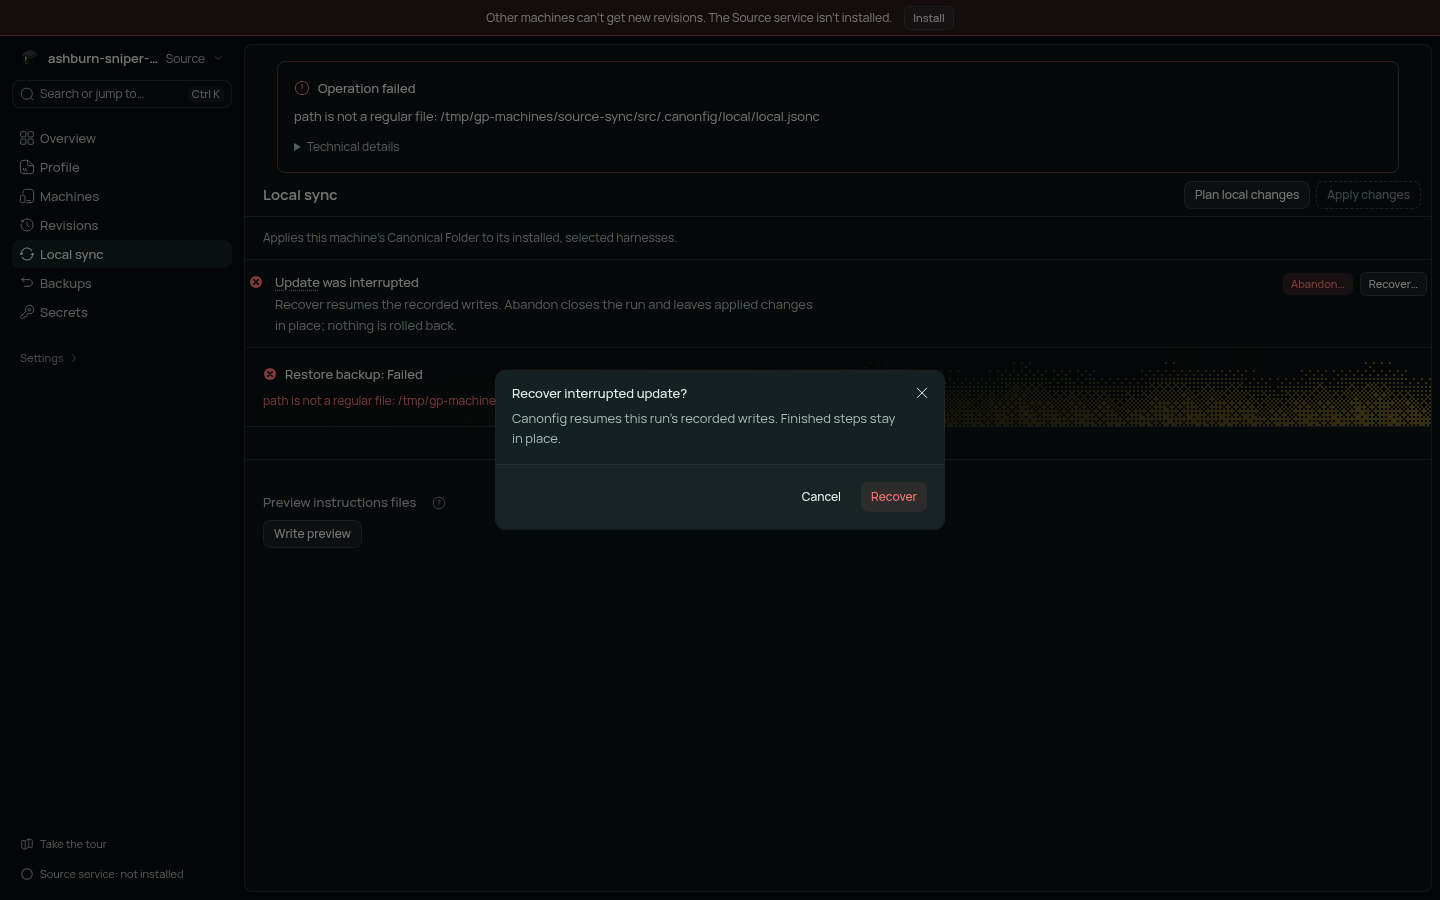 Other machines can't get new revisions. The Source service isn't installed.
Install
ashburn-sniper-... Source
Search or jump to...
Ctrl K
Overview
Profile
Machines
Revisions
Local sync
Backups
Secrets
Settings
Take the tour
Source service: not installed
Operation failed
path is not a regular file: /tmp/gp-machines/source-sync/src/.canonfig/local/local.jsonc
Technical details
Local sync
Plan local changes
Apply changes
Applies this machine's Canonical Folder to its installed, selected harnesses.
Update was interrupted
Recover resumes the recorded writes. Abandon closes the run and leaves applied changes
in place; nothing is rolled back.
Abandon...
Recover...
Restore backup: Failed
path is not a regular file: /tmp/gp-machine
Recover interrupted update?
Canonfig resumes this run's recorded writes. Finished steps stay
in place.
Cancel
Recover
Preview instructions files
Write preview